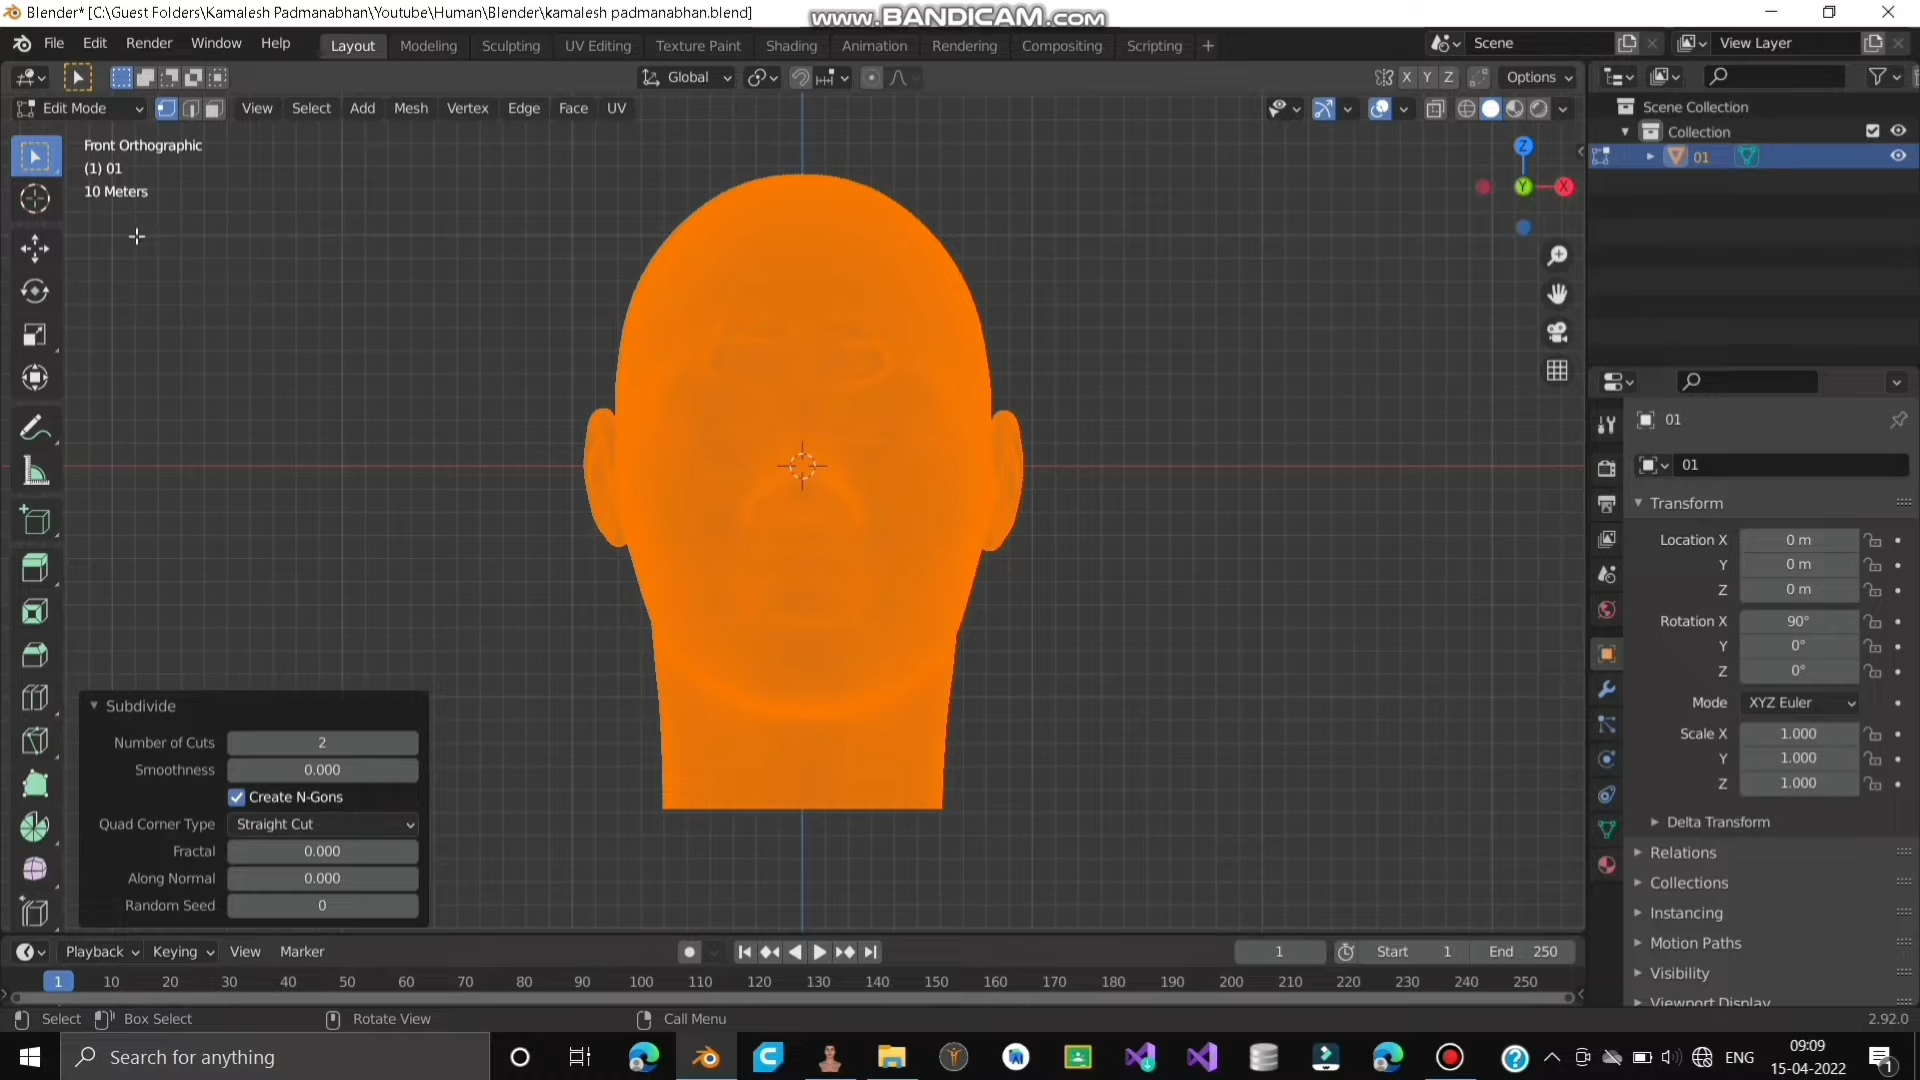 Blender* [C:\Guest Folders\Kamalesh Padmanabhan\Youtube\Human\Blender\kamalesh padmanabhan.blend]
www.BANDICAM.com
File Edit Render Window Help
Layout Modeling Sculpting UV Editing Texture Paint Shading Animation Rendering Compositing Scripting +
Scene
View Layer
Global
X Y Z
Options
Edit Mode
View Select Add Mesh Vertex Edge Face UV
Front Orthographic
(1) 01
10 Meters
Z
Y
X
Scene Collection
Collection
01
01
01
Transform
Location X 0 m
Y 0 m
Z 0 m
Rotation X 90°
Y 0°
Z 0°
Mode XYZ Euler
Scale X 1.000
Y 1.000
Z 1.000
Delta Transform
Relations
Collections
Instancing
Motion Paths
Visibility
Viewport Display
Subdivide
Number of Cuts 2
Smoothness 0.000
Create N-Gons
Quad Corner Type Straight Cut
Fractal 0.000
Along Normal 0.000
Random Seed 0
Playback Keying View Marker
1
Start 1
End 250
1 10 20 30 40 50 60 70 80 90 100 110 120 130 140 150 160 170 180 190 200 210 220 230 240 250
Select Box Select Rotate View Call Menu
2.92.0
Search for anything
ENG
09:09
15-04-2022
1